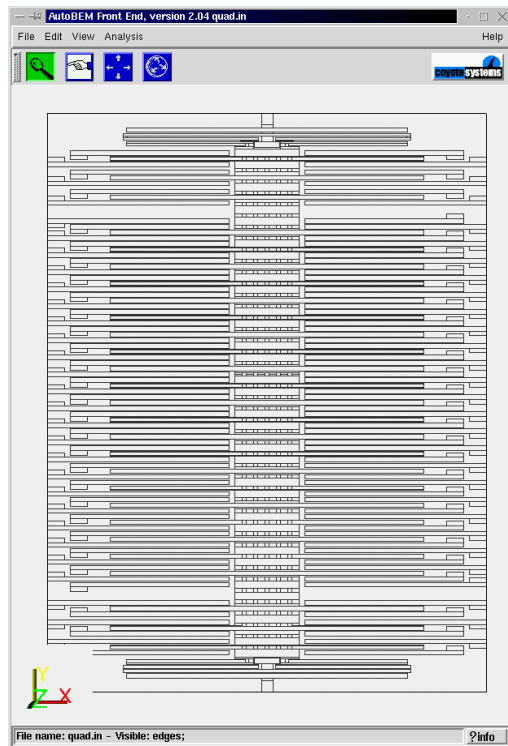 AutoBEM Front End, version 2.04 quad.in
File Edit View Analysis Help
coyote systems
Y
Z X
File name: quad.in - Visible: edges;
?info